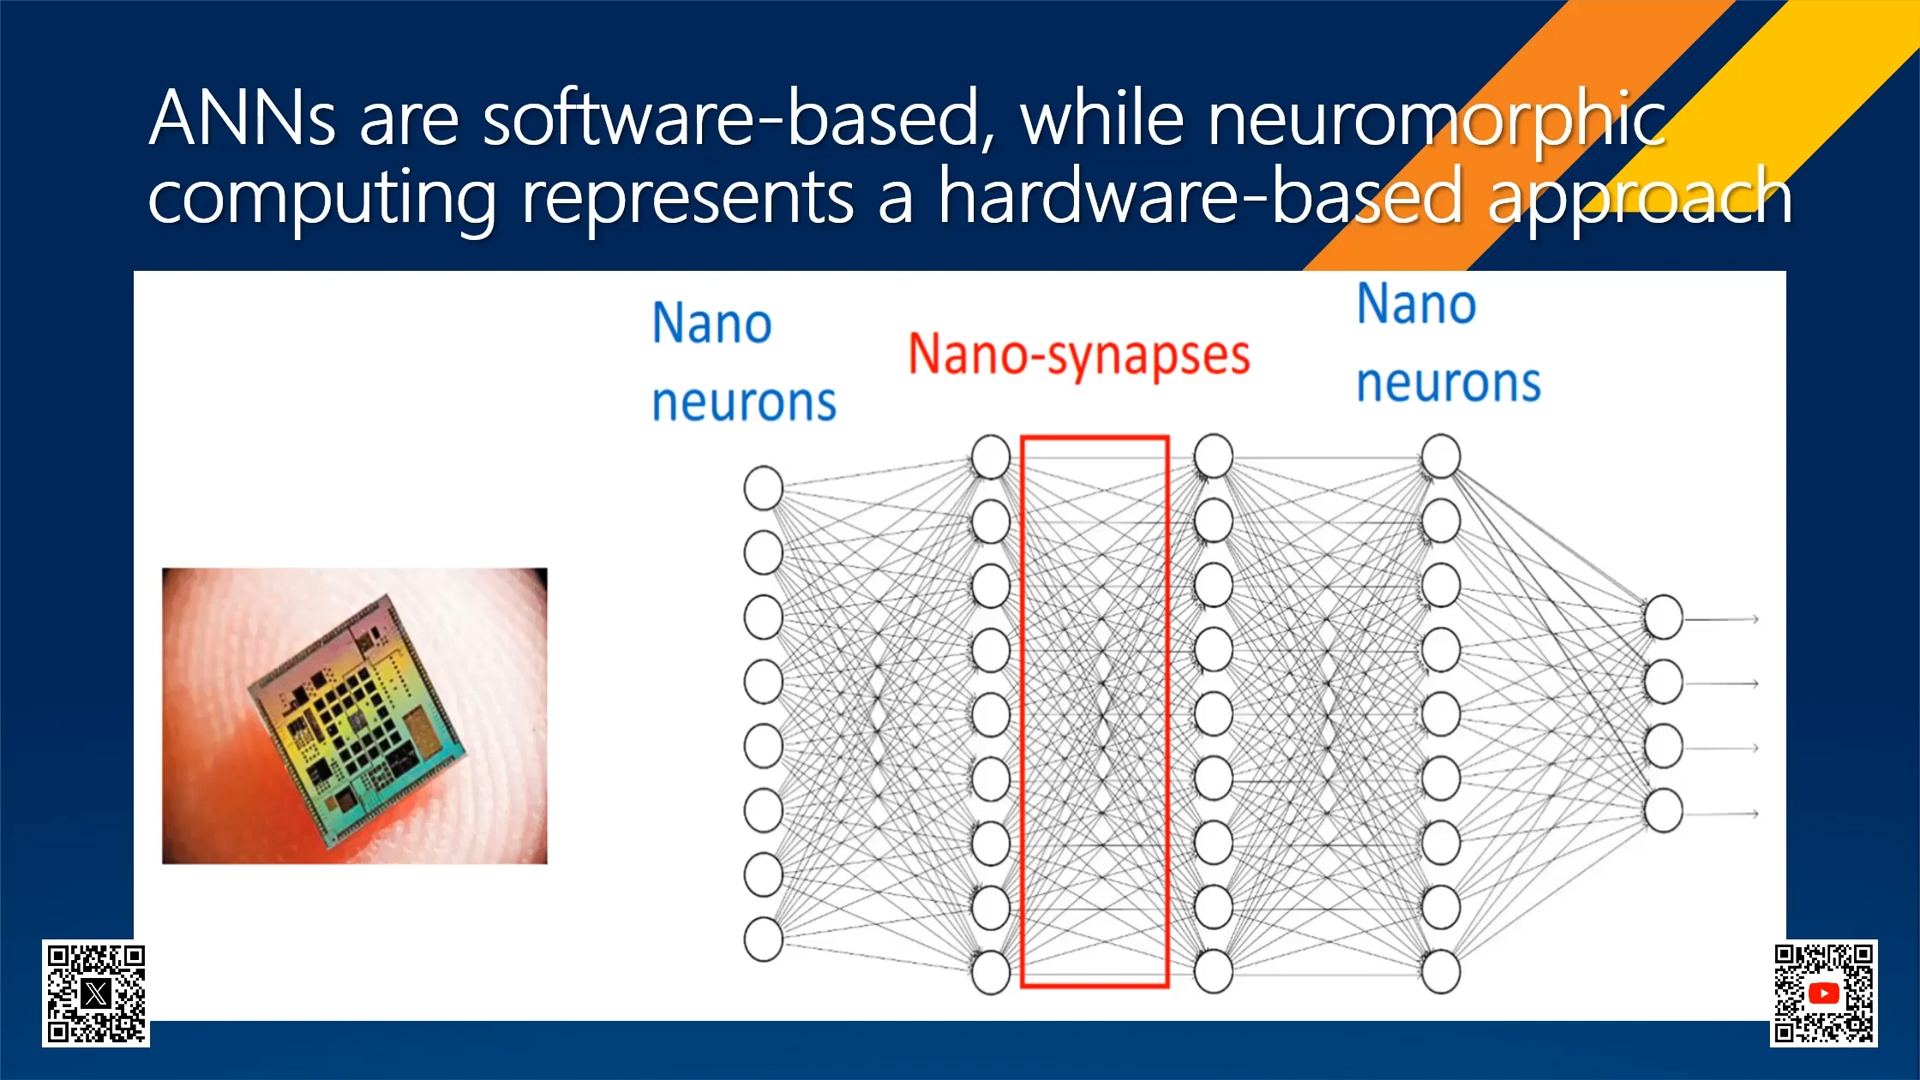 ANNs are software-based, while neuromorphic
computing represents a hardware-based approach
Nano
neurons
Nano-synapses
Nano
neurons